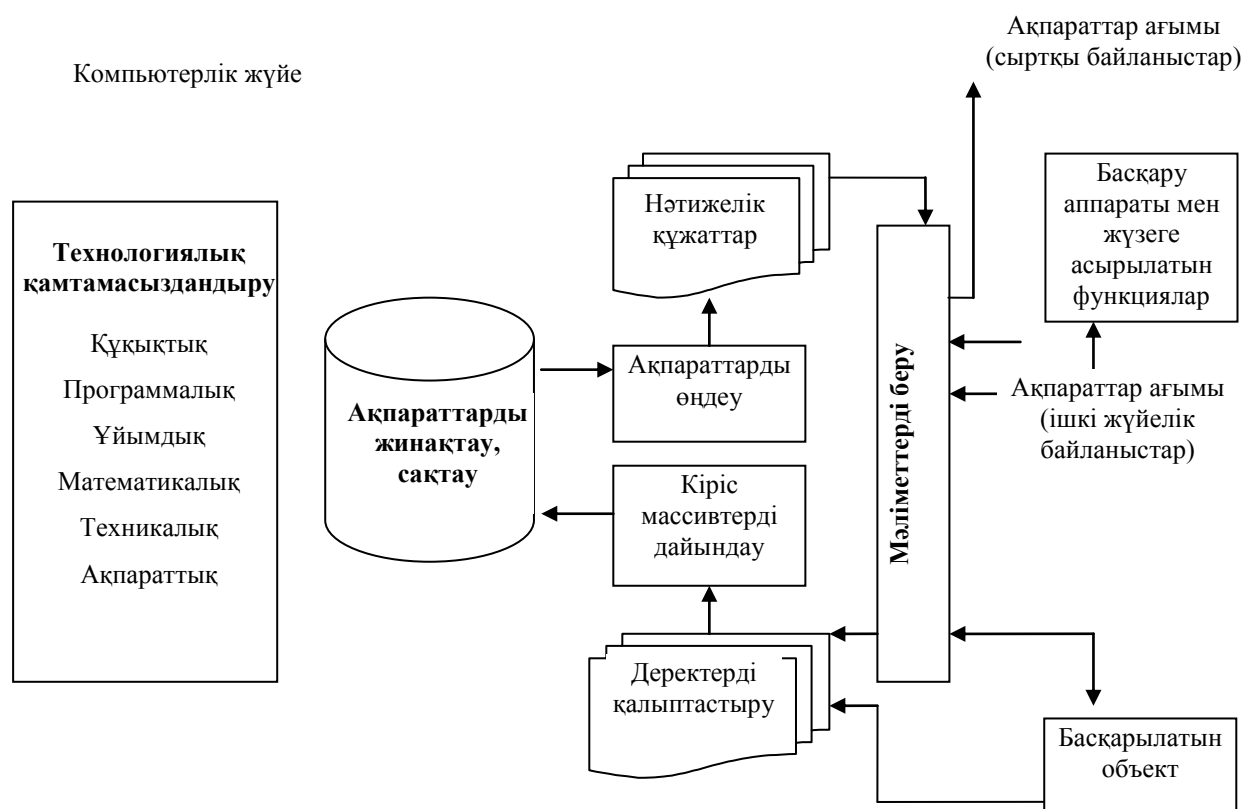 Ақпараттар ағымы
(сыртқы байланыстар)
Компьютерлік жүйе
Технологиялық
қамтамасыздандыру
Құқықтық
Программалық
Ұйымдық
Математикалық
Техникалық
Ақпараттық
Ақпараттарды
жинақтау,
сақтау
Нәтижелік
құжаттар
Ақпараттарды
өңдеу
Кіріс
массивтерді
дайындау
Деректерді
қалыптастыру
Мәліметтерді беру
Басқару
аппараты мен
жүзеге
асырылатын
функциялар
Ақпараттар ағымы
(ішкі жүйелік
байланыстар)
Басқарылатын
объект